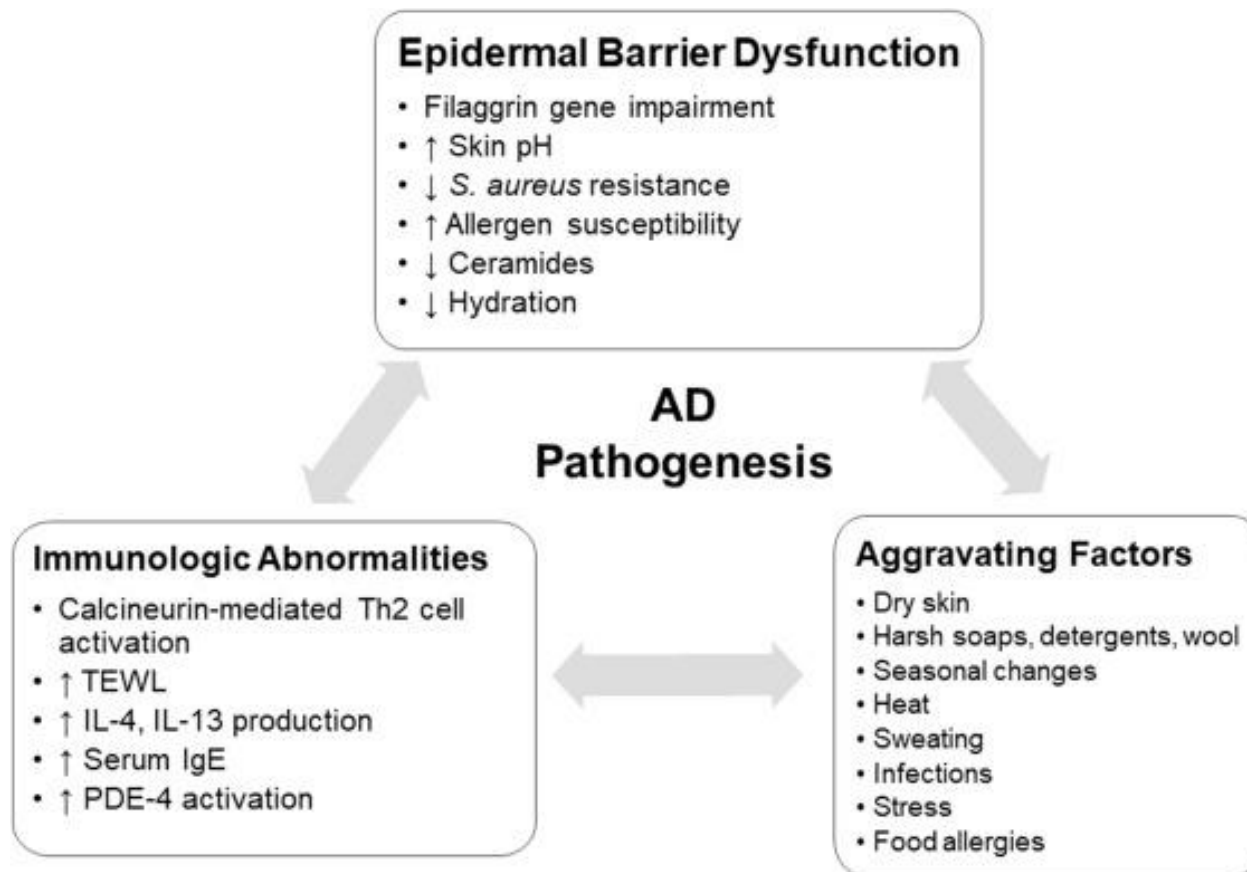 Epidermal Barrier Dysfunction
• Filaggrin gene impairment
• ↑ Skin pH
• ↓ S. aureus resistance
• ↑ Allergen susceptibility
• ↓ Ceramides
• ↓ Hydration
AD
Pathogenesis
Immunologic Abnormalities
• Calcineurin-mediated Th2 cell
activation
• ↑ TEWL
• ↑ IL-4, IL-13 production
• ↑ Serum IgE
• ↑ PDE-4 activation
Aggravating Factors
• Dry skin
• Harsh soaps, detergents, wool
• Seasonal changes
• Heat
• Sweating
• Infections
• Stress
• Food allergies